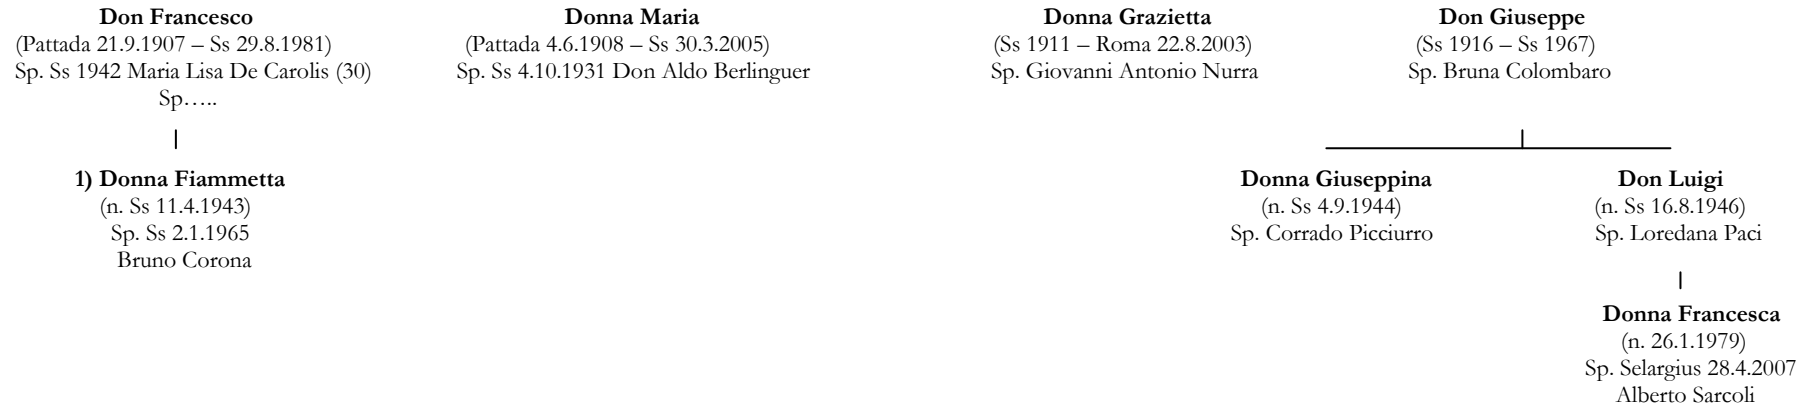 Don Francesco
(Pattada 21.9.1907 – Ss 29.8.1981)
Sp. Ss 1942 Maria Lisa De Carolis (30)
Sp…..
Donna Maria
(Pattada 4.6.1908 – Ss 30.3.2005)
Sp. Ss 4.10.1931 Don Aldo Berlinguer
Donna Grazietta
(Ss 1911 – Roma 22.8.2003)
Sp. Giovanni Antonio Nurra
Don Giuseppe
(Ss 1916 – Ss 1967)
Sp. Bruna Colombaro
1) Donna Fiammetta
(n. Ss 11.4.1943)
Sp. Ss 2.1.1965
Bruno Corona
Donna Giuseppina
(n. Ss 4.9.1944)
Sp. Corrado Picciurro
Don Luigi
(n. Ss 16.8.1946)
Sp. Loredana Paci
Donna Francesca
(n. 26.1.1979)
Sp. Selargius 28.4.2007
Alberto Sarcoli